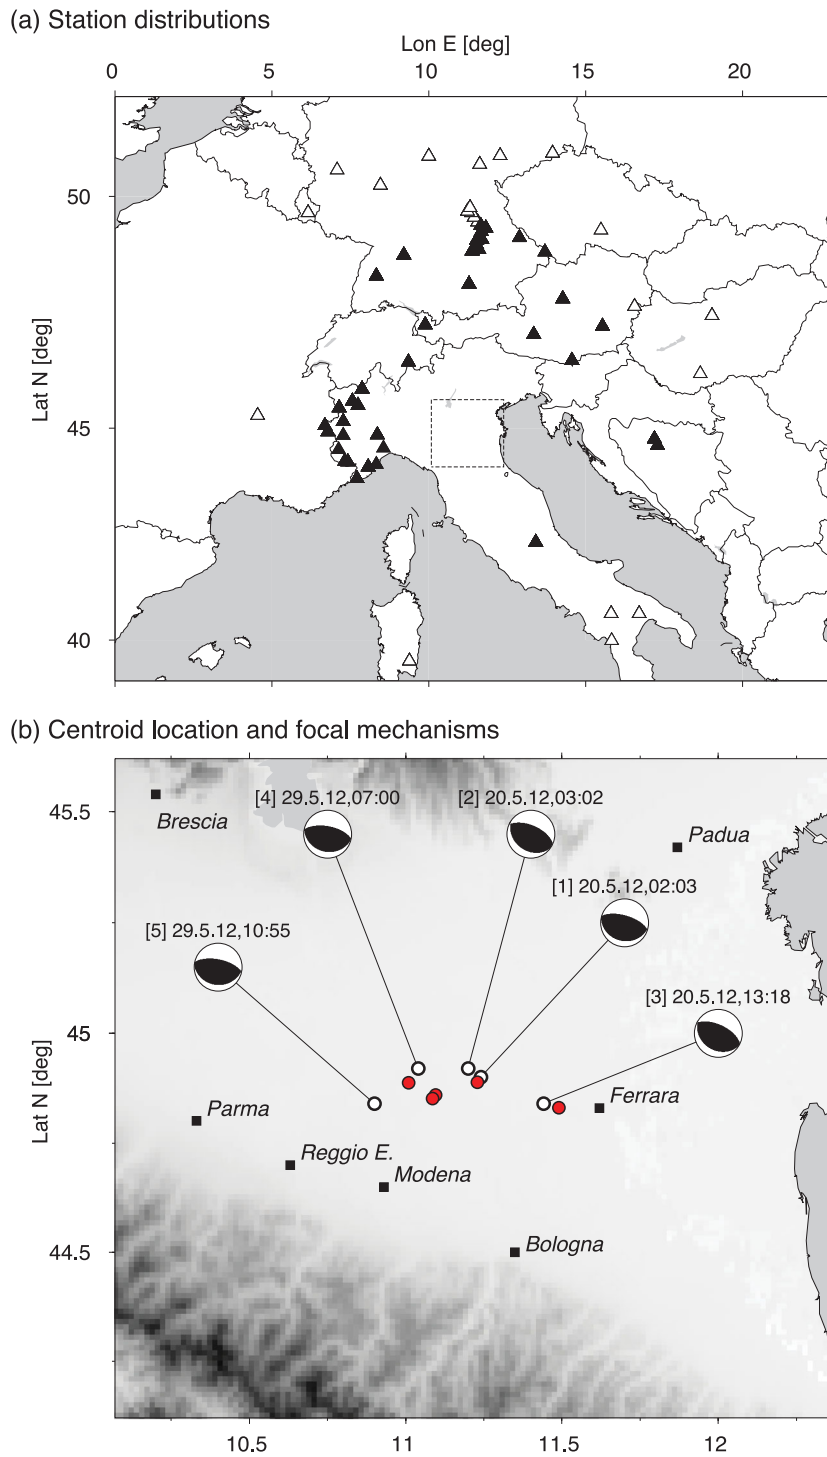 (a) Station distributions
Lon E [deg]
0 5 10 15 20
50
45
40
Lat N [deg]
(b) Centroid location and focal mechanisms
[4] 29.5.12,07:00 [2] 20.5.12,03:02
45.5
Brescia
Padua
[1] 20.5.12,02:03
[5] 29.5.12,10:55
[3] 20.5.12,13:18
45
Lat N [deg]
Parma
Ferrara
Reggio E.
Modena
Bologna
44.5
10.5 11 11.5 12